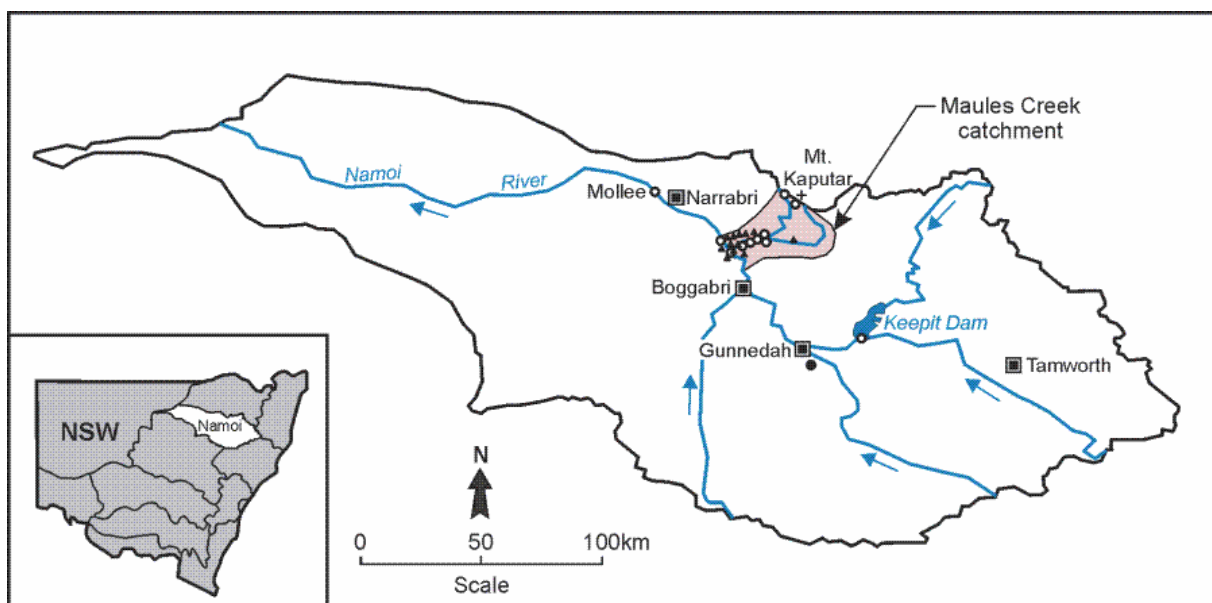 Maules Creek
catchment
Mt.
Kaputar
Namoi
River
Mollee
Narrabri
Boggabri
Keepit Dam
Gunnedah
Tamworth
NSW
Namoi
N
0
50
100km
Scale